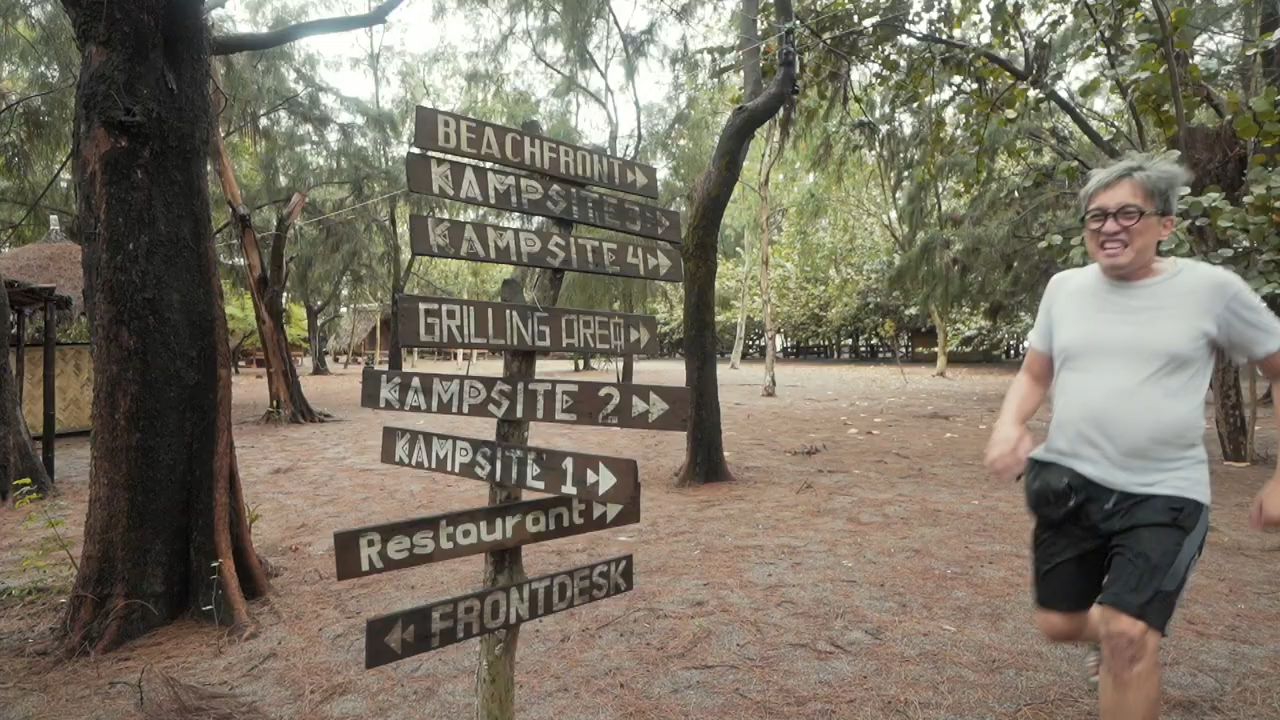 BEACHFRONT
KAMPSITE 3
KAMPSITE 4
GRILLING AREA
KAMPSITE 2
KAMPSITE 1
Restaurant
FRONTDESK